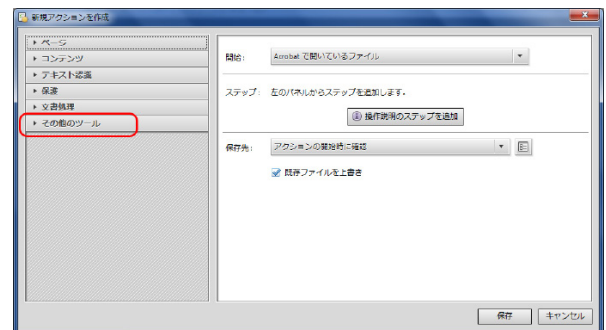 新規アクションを作成
ページ
コンテンツ
テキスト認識
保護
文書処理
その他のツール
開始: Acrobat で開いているファイル
ステップ: 左のパネルからステップを追加します。
操作説明のステップを追加
保存先: アクションの開始時に確認
既存ファイルを上書き
保存 キャンセル